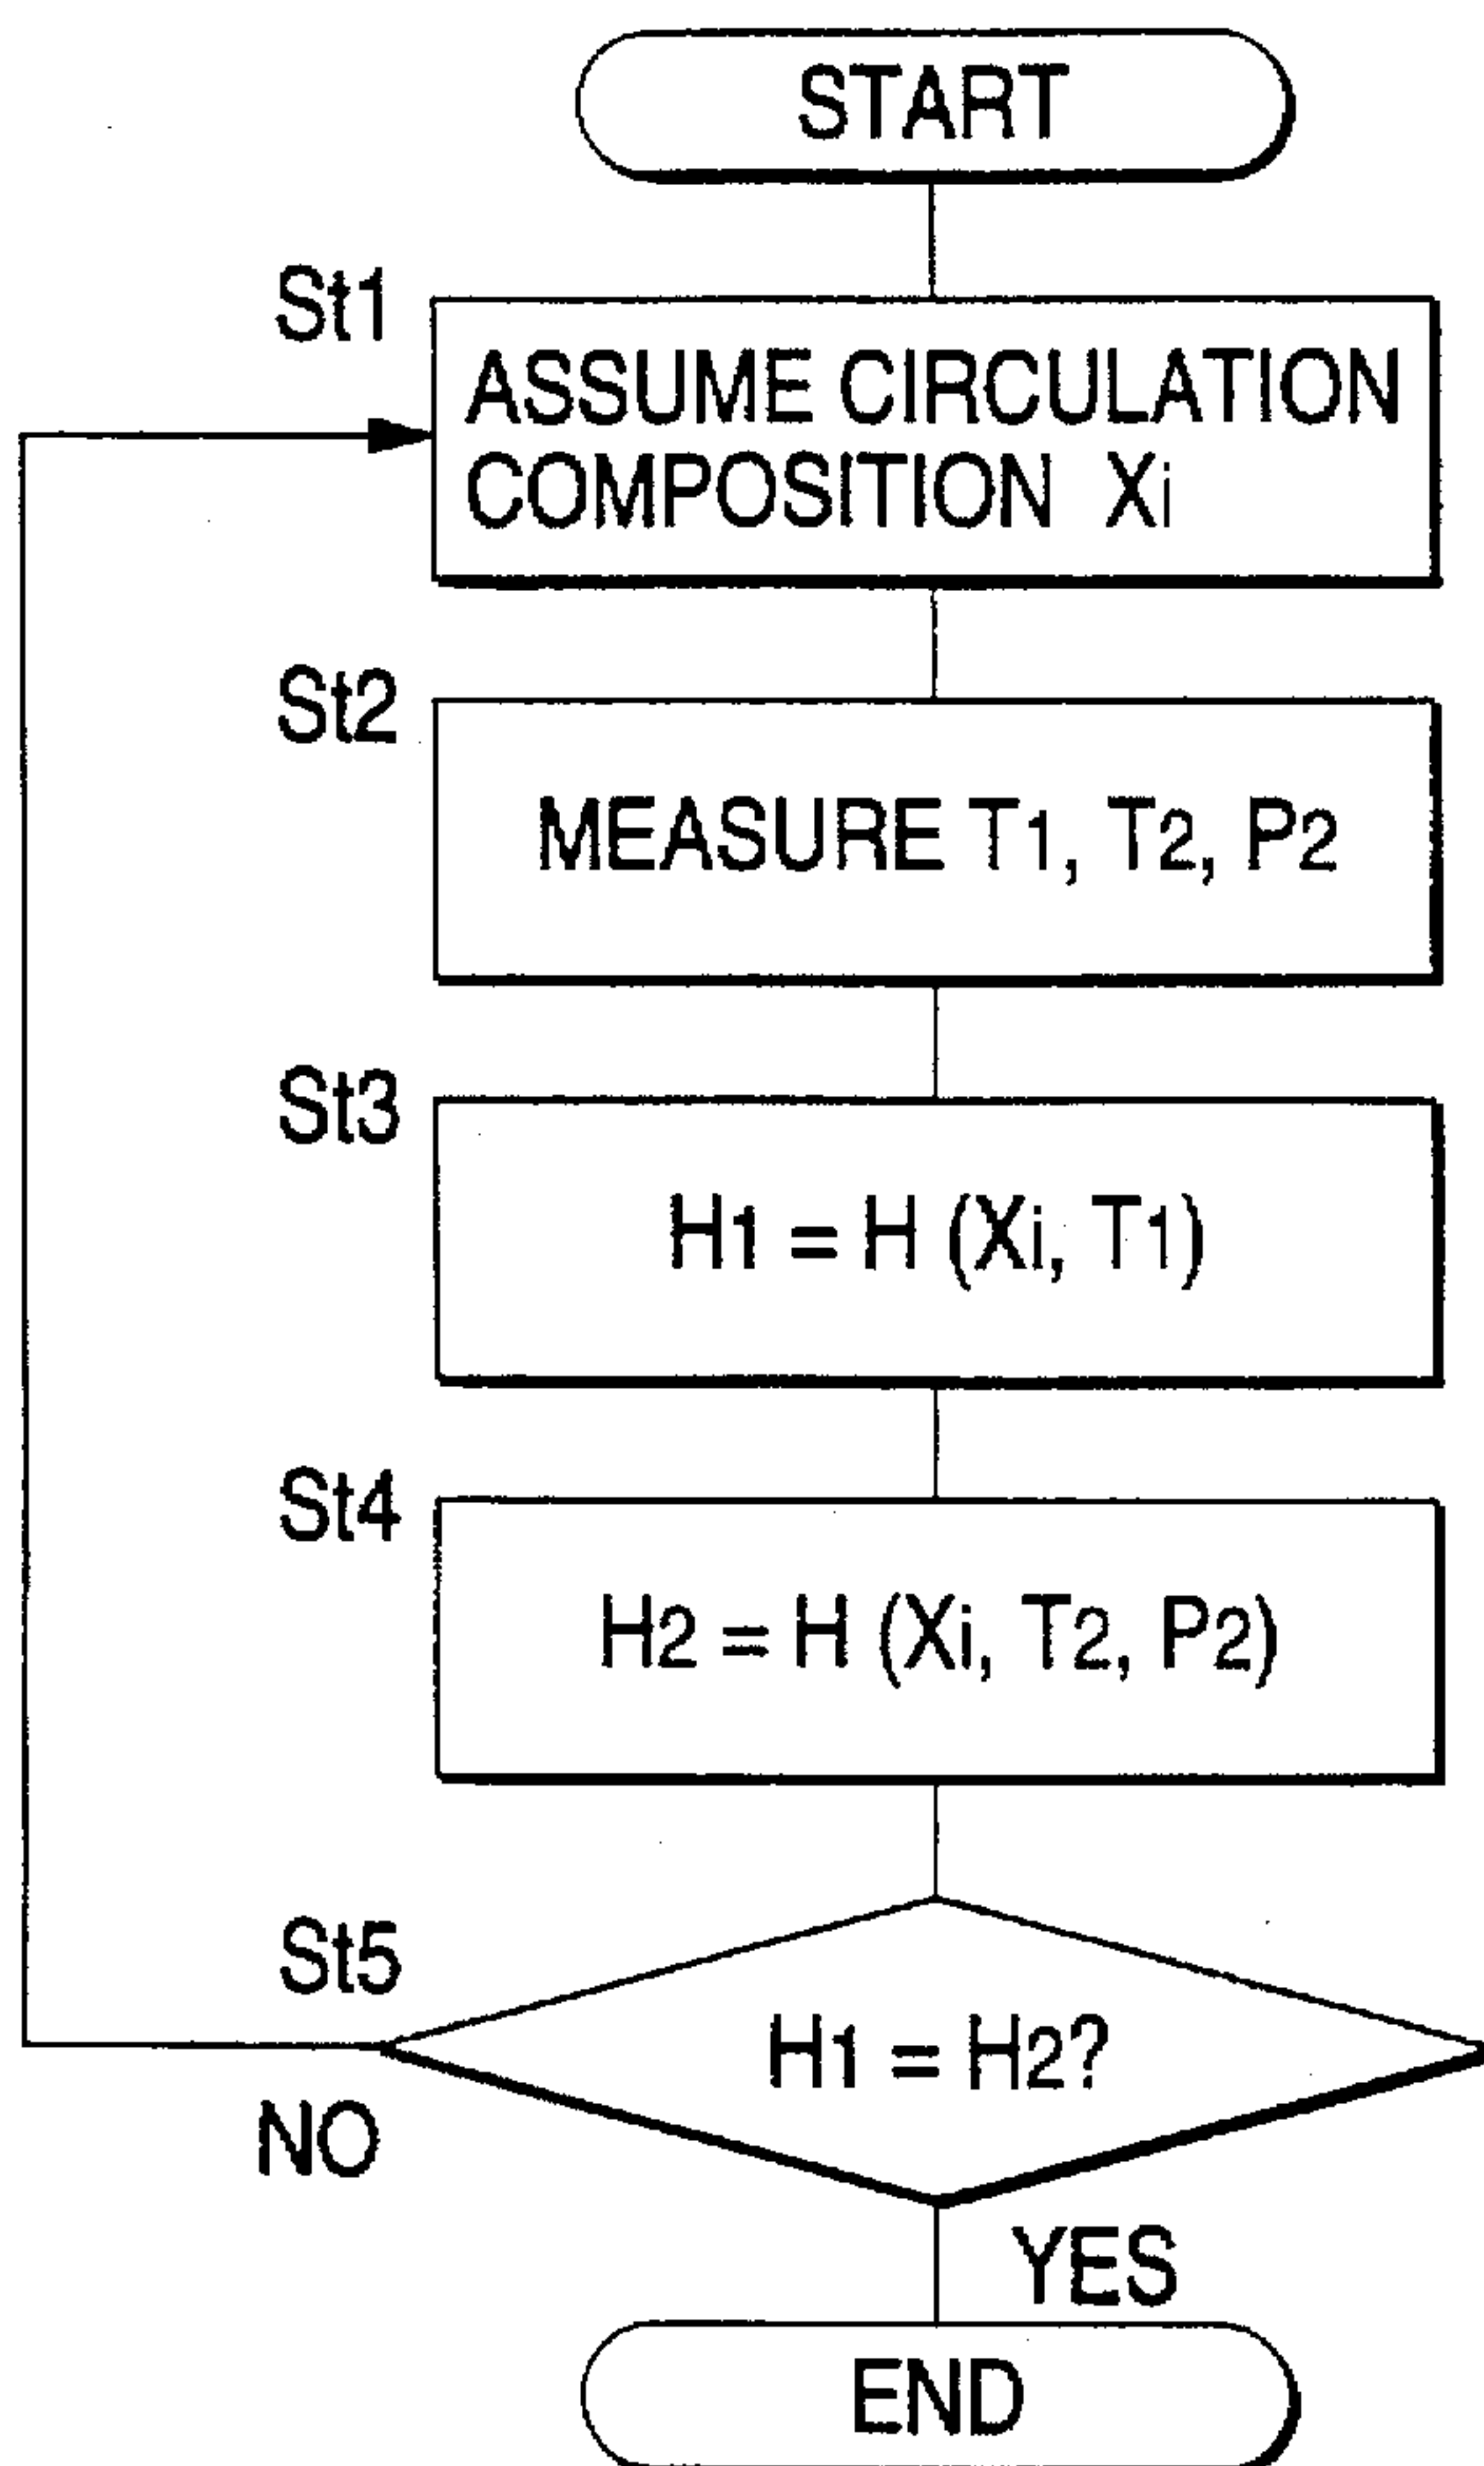 START
St1
ASSUME CIRCULATION
COMPOSITION Xi
St2
MEASURE T1, T2, P2
St3
H1 = H (Xi, T1)
St4
H2 = H (Xi, T2, P2)
St5
H1 = H2?
NO
YES
END